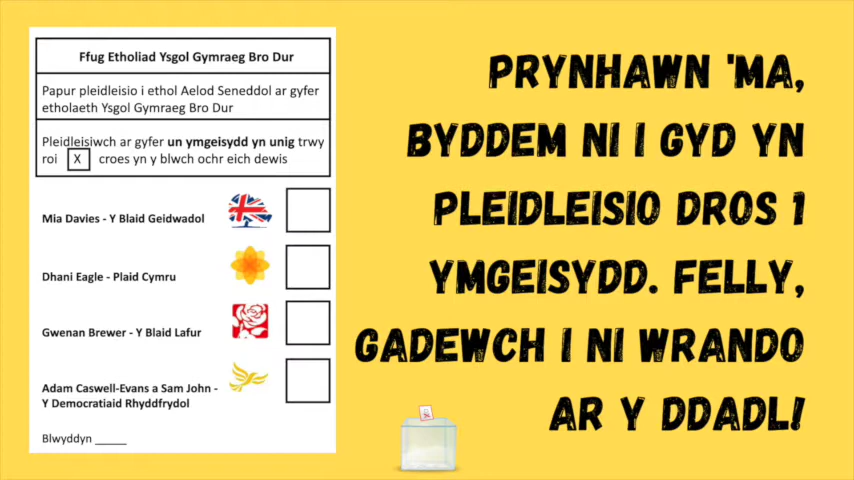 Ffug Etholiad Ysgol Gymraeg Bro Dur
Papur pleidleisio i ethol Aelod Seneddol ar gyfer
etholaeth Ysgol Gymraeg Bro Dur
Pleidleisiwch ar gyfer un ymgeisydd yn unig trwy
roi X croes yn y blwch ochr eich dewis
Mia Davies - Y Blaid Geidwadol
Dhani Eagle - Plaid Cymru
Gwenan Brewer - Y Blaid Lafur
Adam Caswell-Evans a Sam John -
Y Democratiaid Rhyddfrydol
Blwyddyn _____
PRYNHAWN 'MA,
BYDDEM NI I GYD YN
PLEIDLEISIO DROS 1
YMGEISYDD. FELLY,
GADEWCH I NI WRANDO
AR Y DDADL!